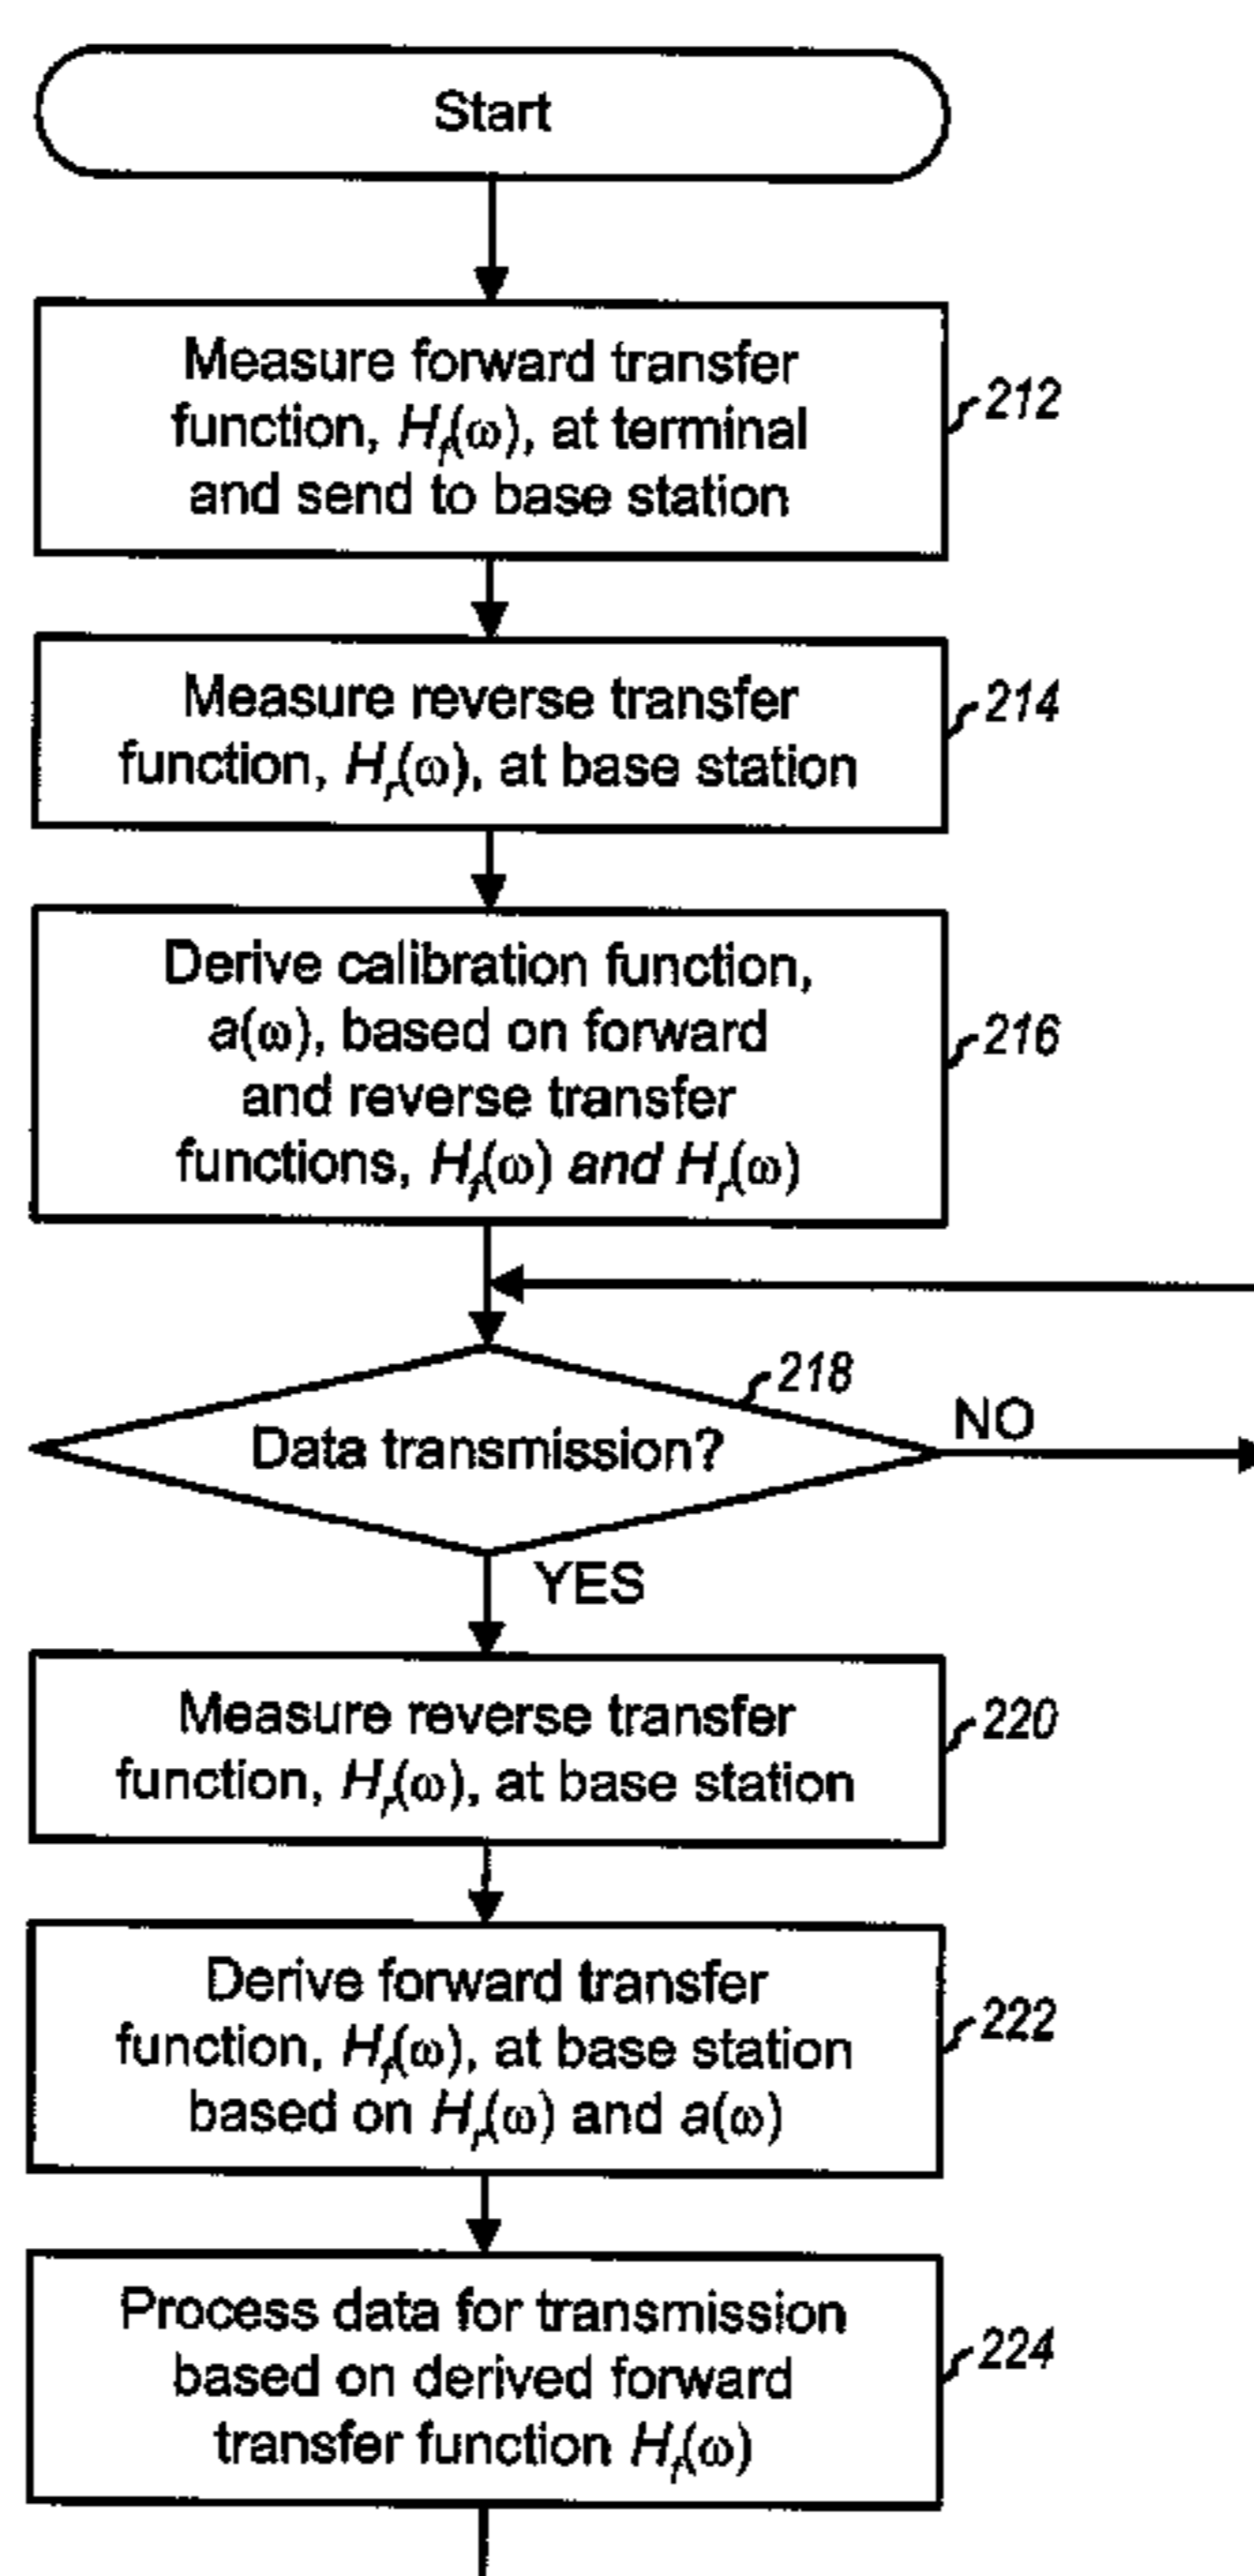 Start
Measure forward transfer
function, Hf(ω), at terminal
and send to base station
212
Measure reverse transfer
function, Hr(ω), at base station
214
Derive calibration function,
a(ω), based on forward
and reverse transfer
functions, Hf(ω) and Hr(ω)
216
218
Data transmission?
NO
YES
Measure reverse transfer
function, Hr(ω), at base station
220
Derive forward transfer
function, Hf(ω), at base station
based on Hr(ω) and a(ω)
222
Process data for transmission
based on derived forward
transfer function Hf(ω)
224